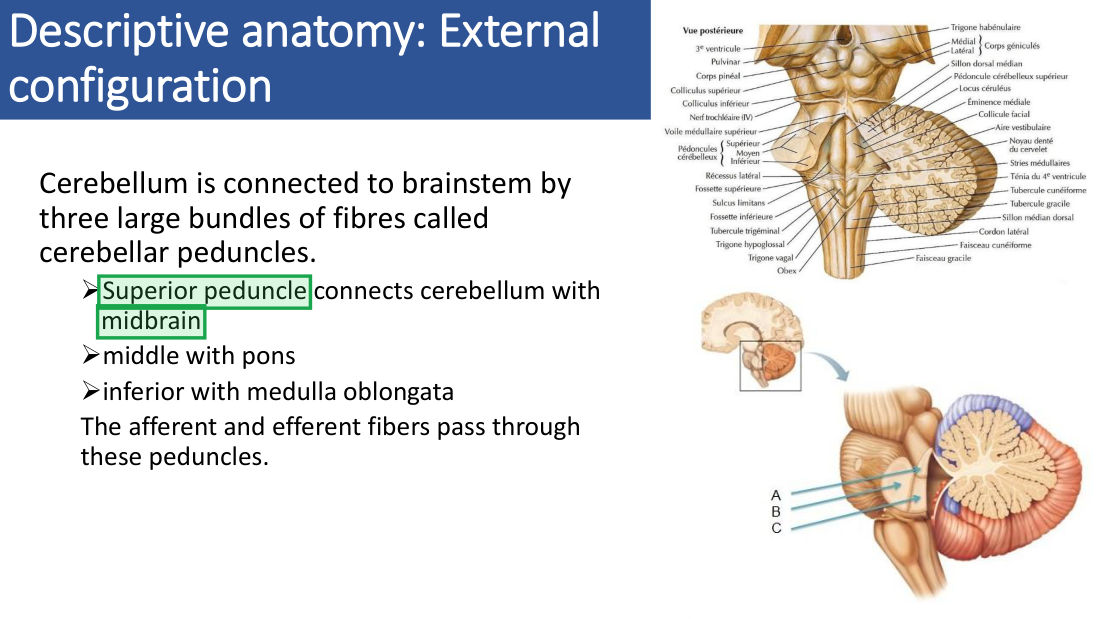 Descriptive anatomy: External
configuration
Cerebellum is connected to brainstem by
three large bundles of fibres called
cerebellar peduncles.
➢Superior peduncle connects cerebellum with
midbrain
➢middle with pons
➢inferior with medulla oblongata
The afferent and efferent fibers pass through
these peduncles.
Vue postérieure
3e ventricule
Pulvinar
Corps pinéal
Colliculus supérieur
Colliculus inférieur
Nerf trochléaire (IV)
Voile médullaire supérieur
Pédoncules
cérébelleux
Supérieur
Moyen
Inférieur
Récessus latéral
Fossette supérieure
Sulcus limitans
Fossette inférieure
Tubercule trigéminal
Trigone hypoglossal
Trigone vagal
Obex
Trigone habénulaire
Médial
Latéral
Corps géniculés
Sillon dorsal médian
Pédoncule cérébelleux supérieur
Locus céruléus
Éminence médiale
Collicule facial
Aire vestibulaire
Noyau denté
du cervelet
Stries médullaires
Ténia du 4e ventricule
Tubercule cunéiforme
Tubercule gracile
Sillon médian dorsal
Cordon latéral
Faisceau cunéiforme
Faisceau gracile
A
B
C